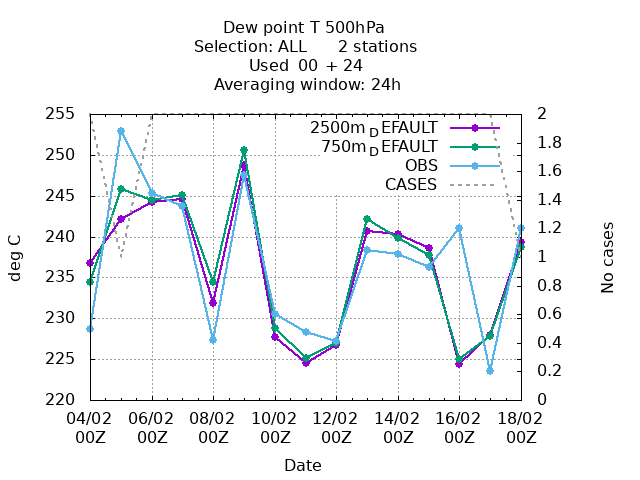 Dew point T 500hPa
Selection: ALL 2 stations
Used 00 + 24
Averaging window: 24h
255
250
245
240
235
230
225
220
2
1.8
1.6
1.4
1.2
1
0.8
0.6
0.4
0.2
0
2500m_DEFAULT
750m_DEFAULT
OBS
CASES
deg C
No cases
04/02 06/02 08/02 10/02 12/02 14/02 16/02 18/02
00Z 00Z 00Z 00Z 00Z 00Z 00Z 00Z
Date